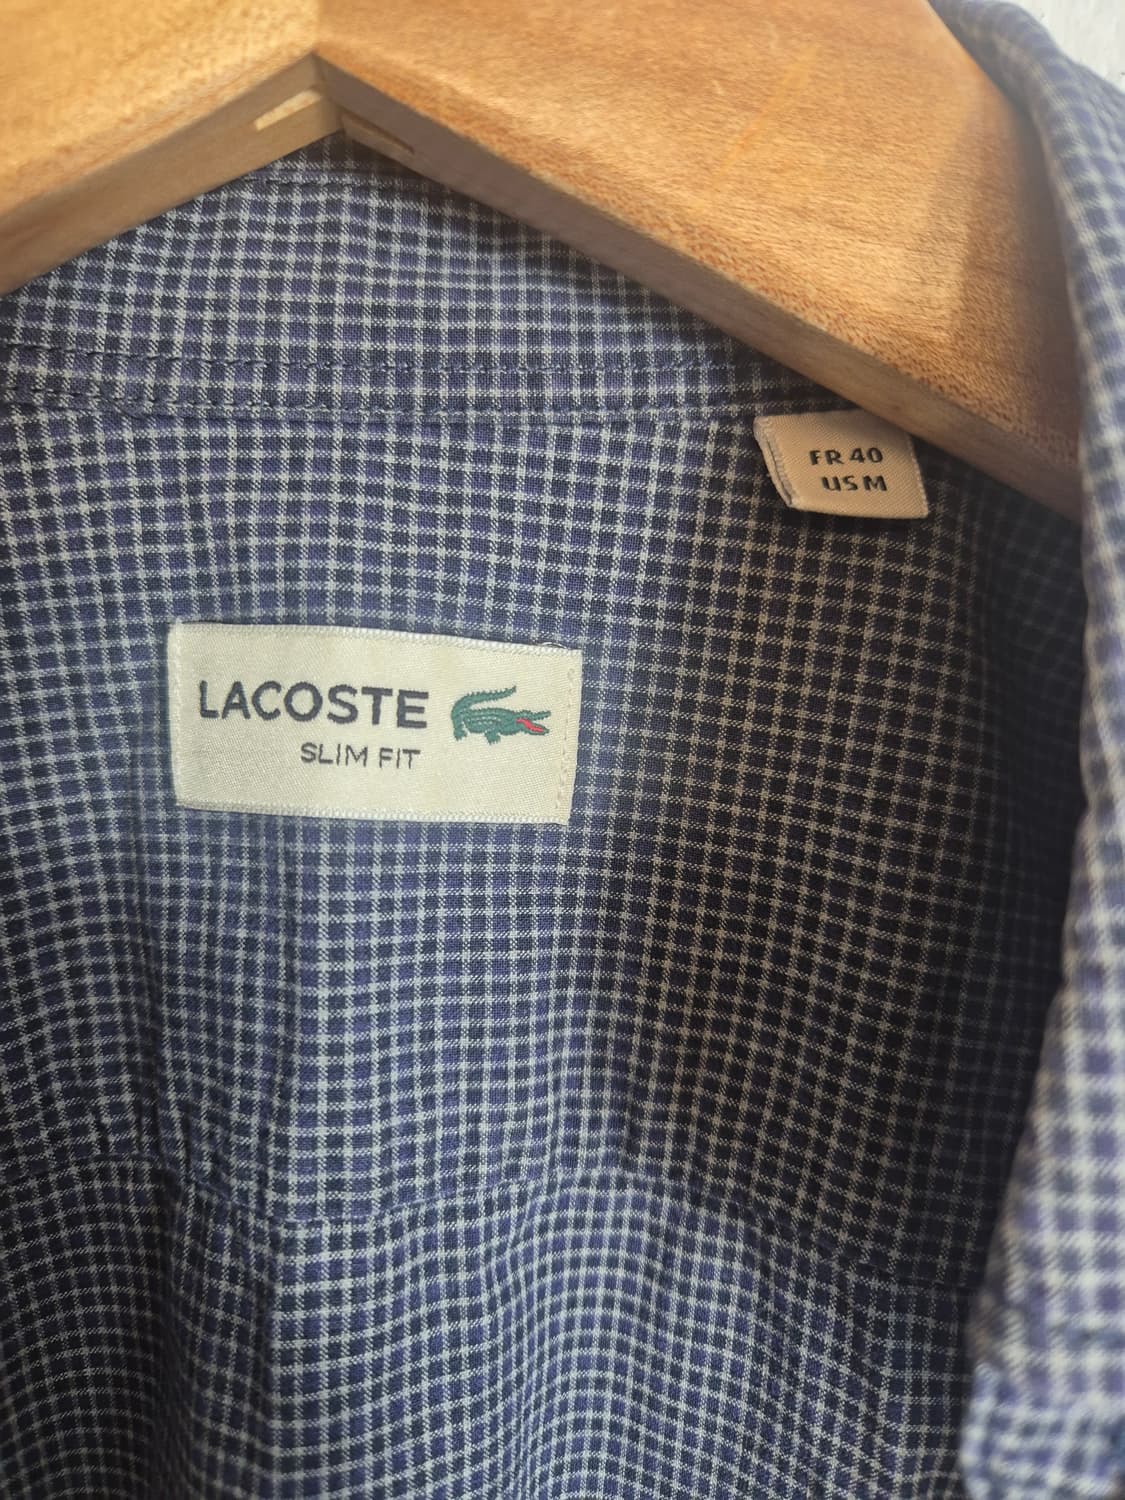 FR 40
US M
LACOSTE
SLIM FIT